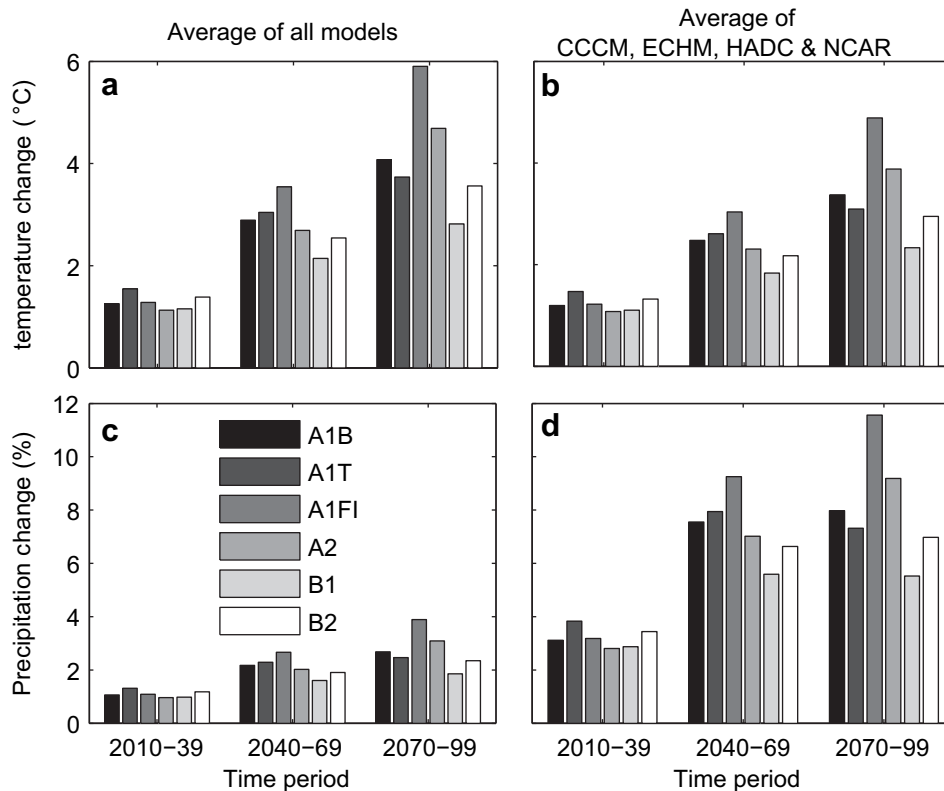 Average of all models
Average of
CCCM, ECHM, HADC & NCAR
temperature change ( °C)
6
4
2
0
a
b
Precipitation change (%)
12
10
8
6
4
2
0
c
A1B
A1T
A1FI
A2
B1
B2
d
2010−39
2040−69
2070−99
Time period
2010−39
2040−69
2070−99
Time period